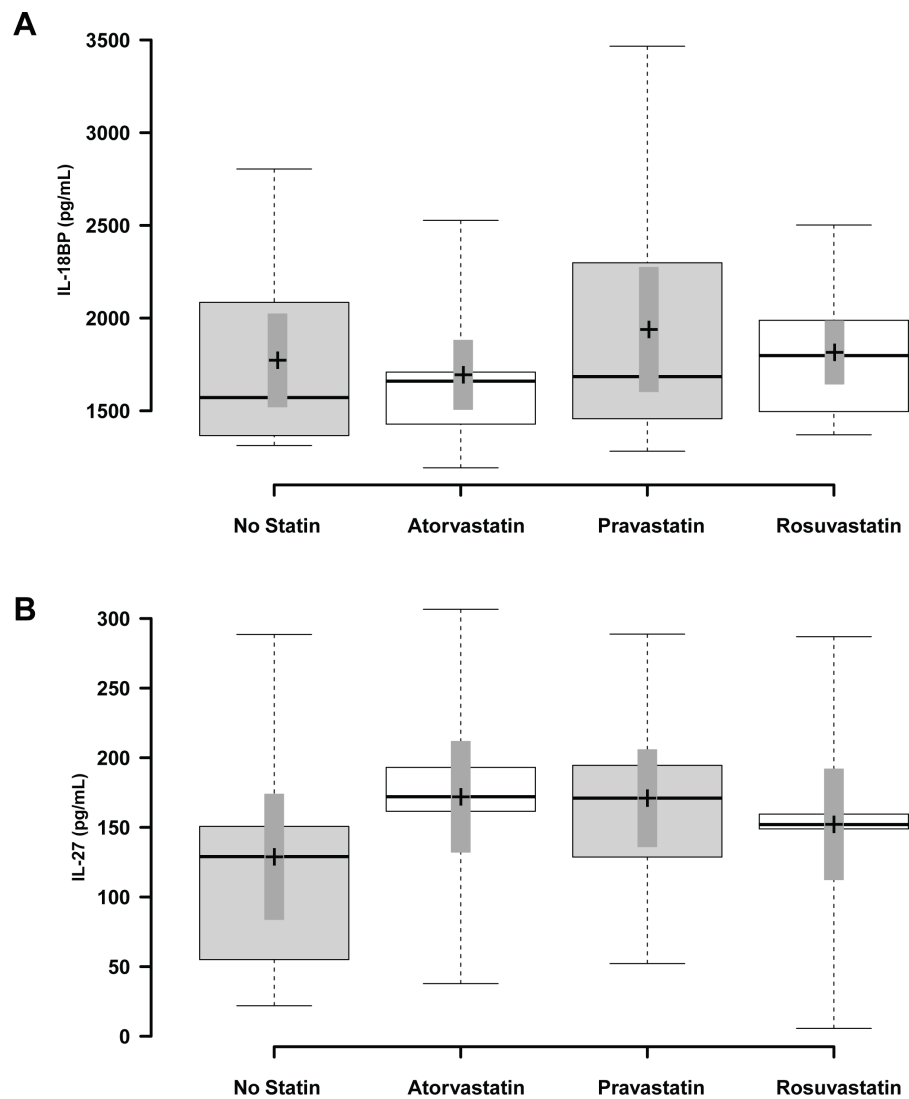 A
IL-18BP (pg/mL)
3500
3000
2500
2000
1500
No Statin Atorvastatin Pravastatin Rosuvastatin
B
IL-27 (pg/mL)
300
250
200
150
100
50
0
No Statin Atorvastatin Pravastatin Rosuvastatin